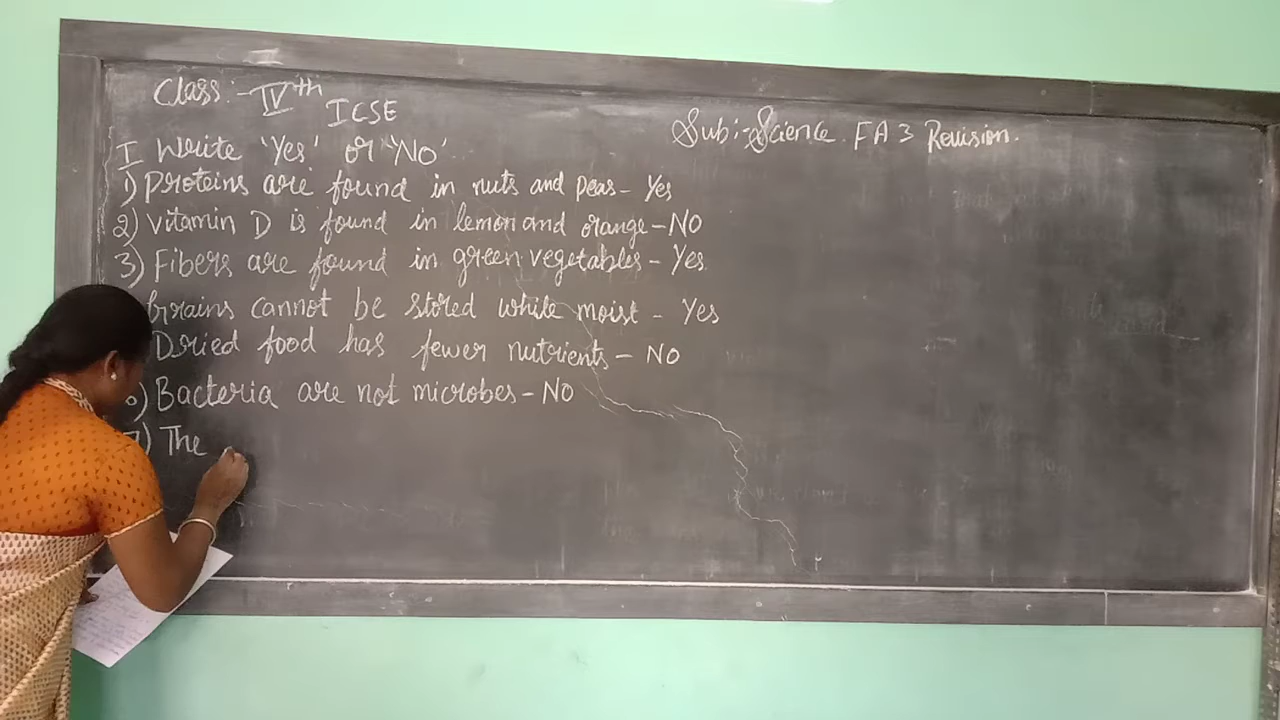 Class:- IVth
ICSE
Sub:- Science FA 3 Revision.
I Write 'Yes' or 'No'
1) Proteins are found in nuts and peas - Yes
2) Vitamin D is found in lemon and orange - NO
3) Fibers are found in green vegetables - Yes
Grains cannot be stored while moist - Yes
Dried food has fewer nutrients - NO
) Bacteria are not microbes - NO
7) The